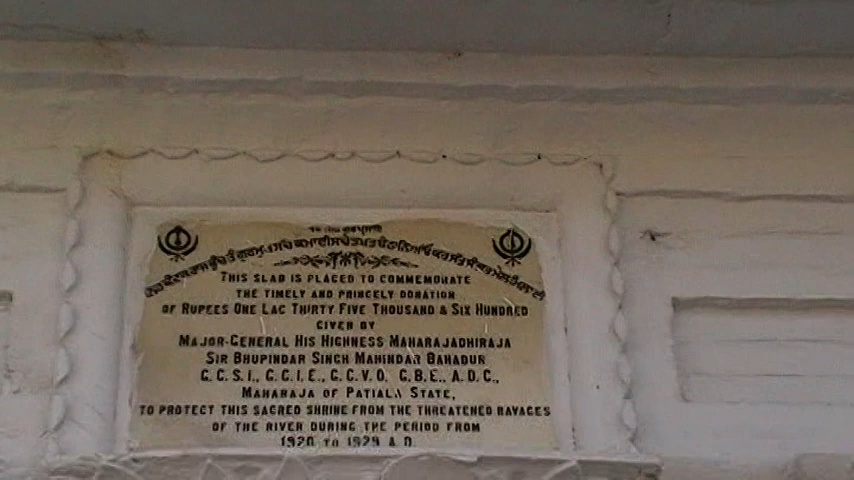 THIS SLAB IS PLACED TO COMMEMORATE
THE TIMELY AND PRINCELY DONATION
OF RUPEES ONE LAC THIRTY FIVE THOUSAND & SIX HUNDRED
GIVEN BY
MAJOR-GENERAL HIS HIGHNESS MAHARAJADHIRAJA
SIR BHUPINDAR SINGH MAHINDAR BAHADUR
G.C.S.I., G.C.I.E., G.C.V.O. G.B.E., A.D.C.,
MAHARAJA OF PATIALA STATE,
TO PROTECT THIS SACRED SHRINE FROM THE THREATENED RAVAGES
OF THE RIVER DURING THE PERIOD FROM
1920 TO 1929 A.D.